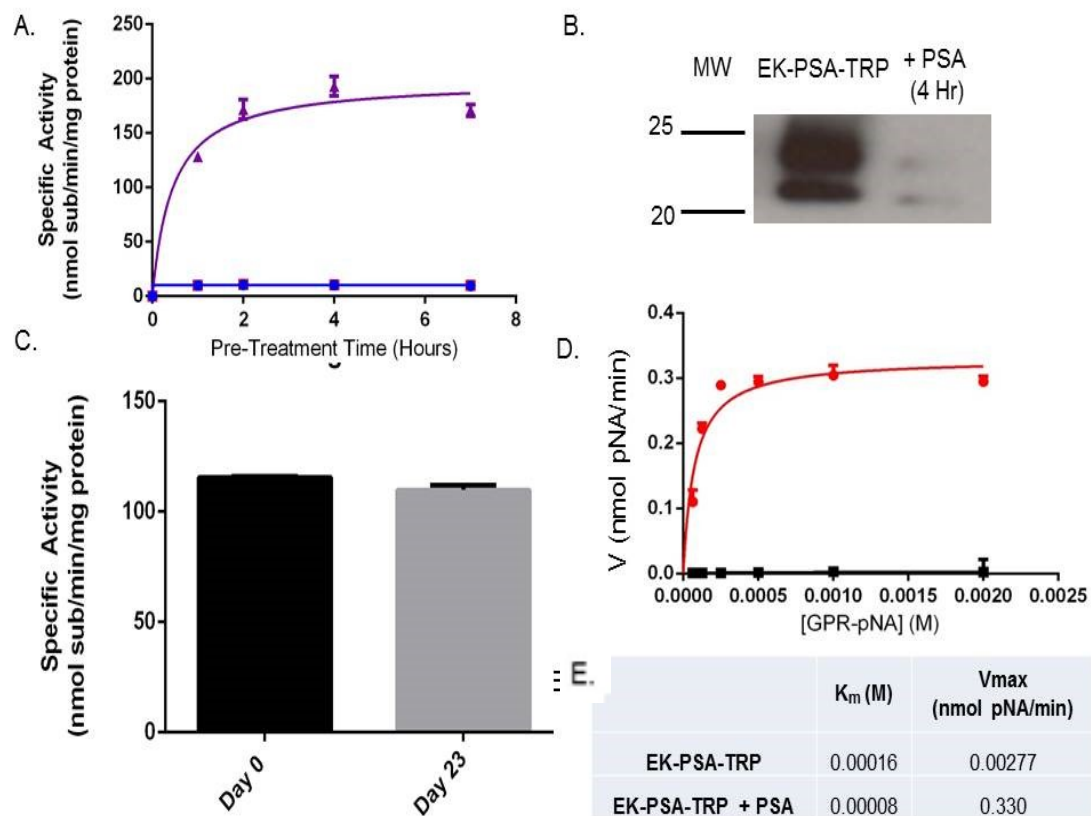 A.
Specific Activity
(nmol sub/min/mg protein)
250
200
150
100
50
0
0 2 4 6 8
Pre-Treatment Time (Hours)
B.
MW EK-PSA-TRP + PSA
(4 Hr)
25
20
C.
Specific Activity
(nmol sub/min/mg protein)
150
100
50
0
Day 0 Day 23
D.
V (nmol pNA/min)
0.4
0.3
0.2
0.1
0.0
0.0000 0.0005 0.0010 0.0015 0.0020 0.0025
[GPR-pNA] (M)
E.
Km (M) Vmax
(nmol pNA/min)
EK-PSA-TRP 0.00016 0.00277
EK-PSA-TRP + PSA 0.00008 0.330